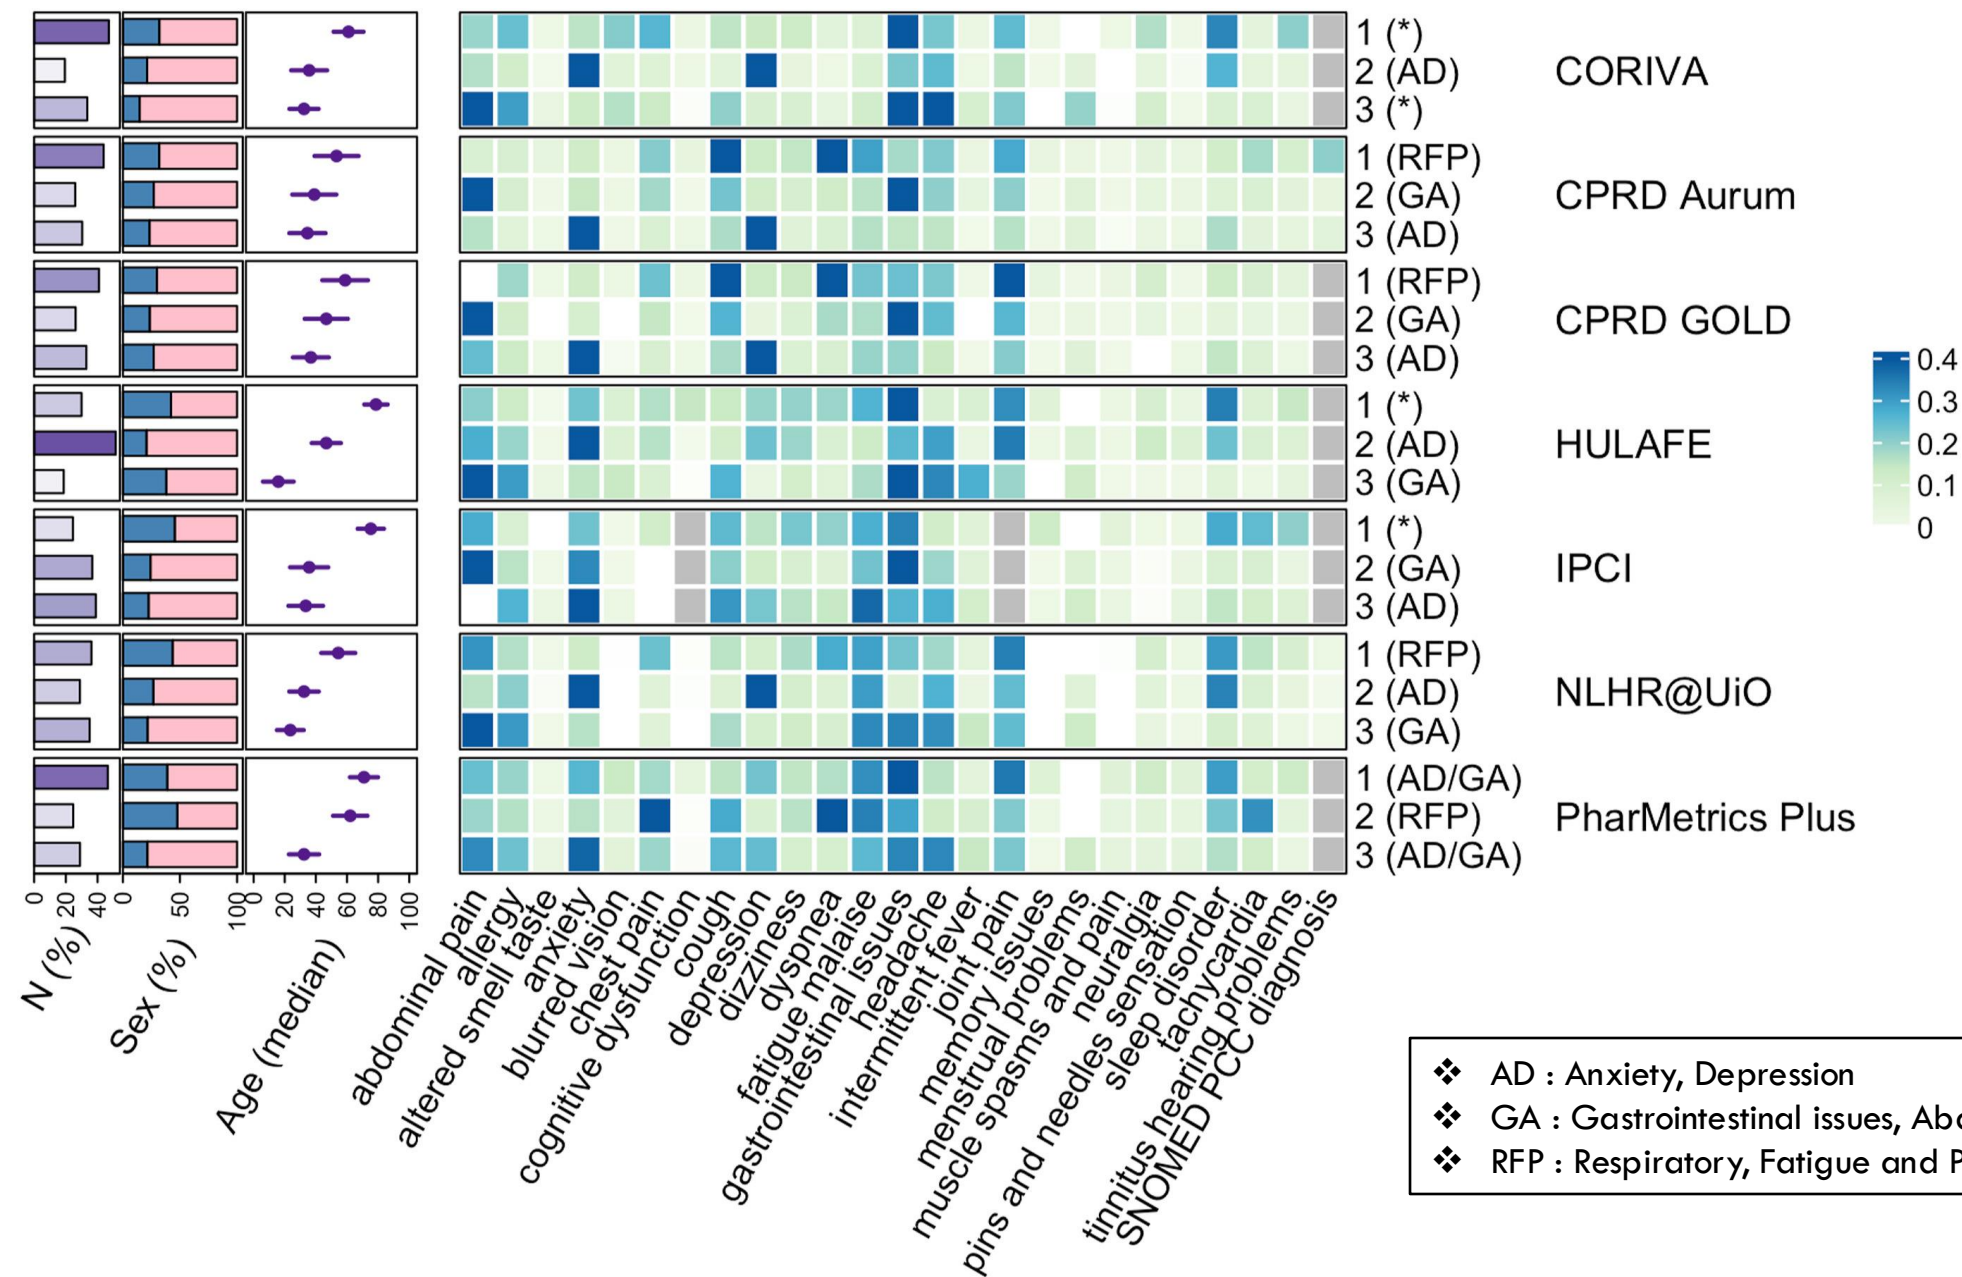 1 (*)
2 (AD)
3 (*)
CORIVA
1 (RFP)
2 (GA)
3 (AD)
CPRD Aurum
1 (RFP)
2 (GA)
3 (AD)
CPRD GOLD
1 (*)
2 (AD)
3 (GA)
HULAFE
1 (*)
2 (GA)
3 (AD)
IPCI
1 (RFP)
2 (AD)
3 (GA)
NLHR@UiO
1 (AD/GA)
2 (RFP)
3 (AD/GA)
PharMetrics Plus
0.4
0.3
0.2
0.1
0
0 20 40
N (%)
0 50 100
Sex (%)
0 20 40 60 80 100
Age (median)
abdominal pain
allergy
altered smell taste
anxiety
blurred vision
chest pain
cognitive dysfunction
cough
depression
dizziness
dyspnea
fatigue malaise
gastrointestinal issues
headache
intermittent fever
joint pain
memory issues
menstrual problems
muscle spasms and pain
neuralgia
pins and needles sensation
sleep disorder
tachycardia
tinnitus hearing problems
SNOMED PCC diagnosis
❖ AD : Anxiety, Depression
❖ GA : Gastrointestinal issues,
❖ RFP : Respiratory, Fatigue and